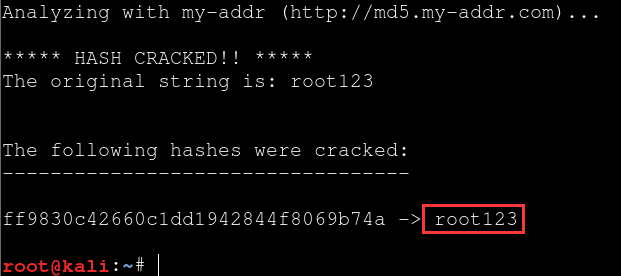 Analyzing with my-addr (http://md5.my-addr.com)...
***** HASH CRACKED!! *****
The original string is: root123
The following hashes were cracked:
----------------------------------
ff9830c42660c1dd1942844f8069b74a -> root123
root@kali:~#